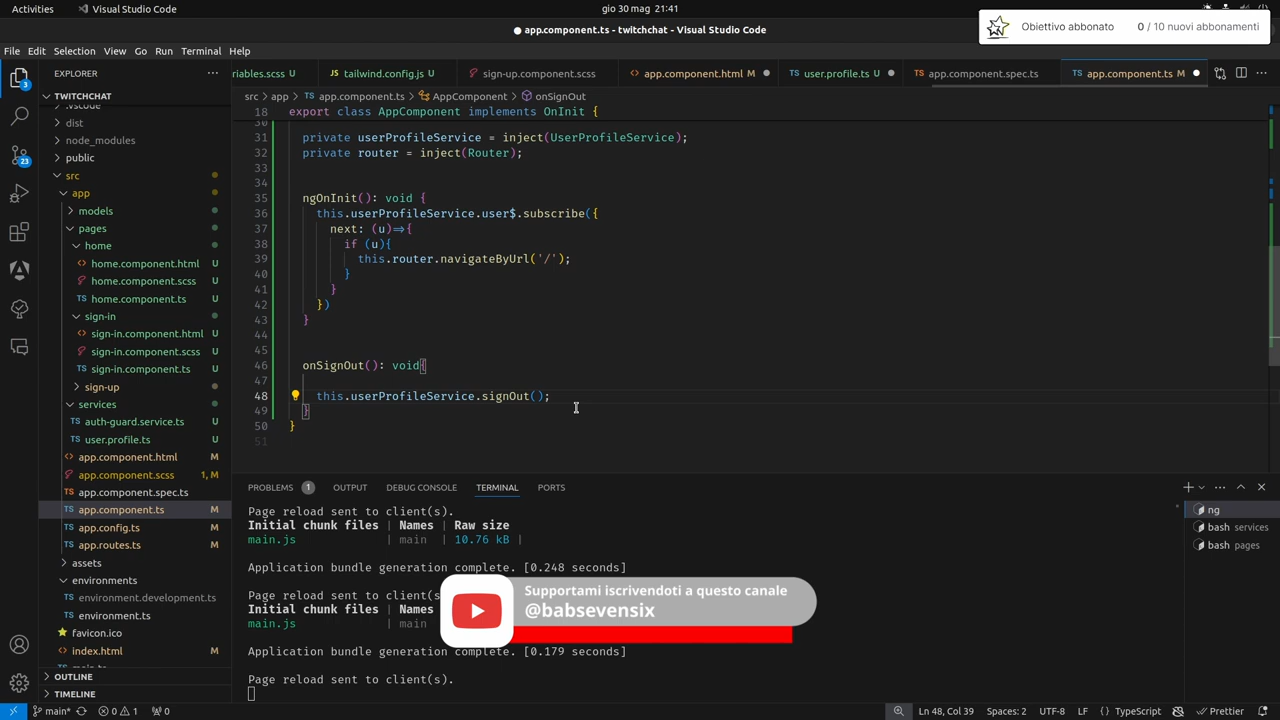 Activities
Visual Studio Code
gio 30 mag 21:41
Obiettivo abbonato
0 / 10 nuovi abbonamenti
app.component.ts - twitchchat - Visual Studio Code
File Edit Selection View Go Run Terminal Help
EXPLORER
riables.scss U
tailwind.config.js U
sign-up.component.scss
app.component.html M
user.profile.ts U
app.component.spec.ts
app.component.ts M
src > app > app.component.ts > AppComponent > onSignOut
TWITCHCHAT
.vscode
dist
node_modules
public
src
app
models
pages
home
home.component.html U
home.component.scss U
home.component.ts U
sign-in
sign-in.component.html U
sign-in.component.scss U
sign-in.component.ts U
sign-up
services
auth-guard.service.ts U
user.profile.ts U
app.component.html M
app.component.scss 1, M
app.component.spec.ts
app.component.ts M
app.config.ts M
app.routes.ts M
assets
environments
environment.development.ts
environment.ts
favicon.ico
index.html M
main.ts
OUTLINE
TIMELINE
3
23
18 export class AppComponent implements OnInit {
30
31 private userProfileService = inject(UserProfileService);
32 private router = inject(Router);
33
34
35 ngOnInit(): void {
36 this.userProfileService.user$.subscribe({
37 next: (u)=>{
38 if (u){
39 this.router.navigateByUrl('/');
40 }
41 }
42 })
43 }
44
45
46 onSignOut(): void{
47
48 this.userProfileService.signOut();
49 }
50 }
51
PROBLEMS 1 OUTPUT DEBUG CONSOLE TERMINAL PORTS
Page reload sent to client(s).
Initial chunk files | Names | Raw size
main.js | main | 10.76 kB |
Application bundle generation complete. [0.248 seconds]
Page reload sent to client(s).
Initial chunk files | Names
main.js | main
Application bundle generation complete. [0.179 seconds]
Page reload sent to client(s).
Supportami iscrivendoti a questo canale
@babsevensix
ng
bash services
bash pages
main* 0 1 0
Ln 48, Col 39 Spaces: 2 UTF-8 LF {} TypeScript Prettier